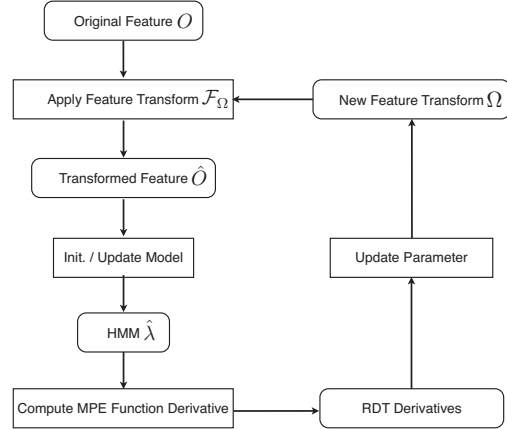 Original Feature O
Apply Feature Transform F_Ω
New Feature Transform Ω
Transformed Feature Ô
Init. / Update Model
Update Parameter
HMM λ̂
Compute MPE Function Derivative
RDT Derivatives